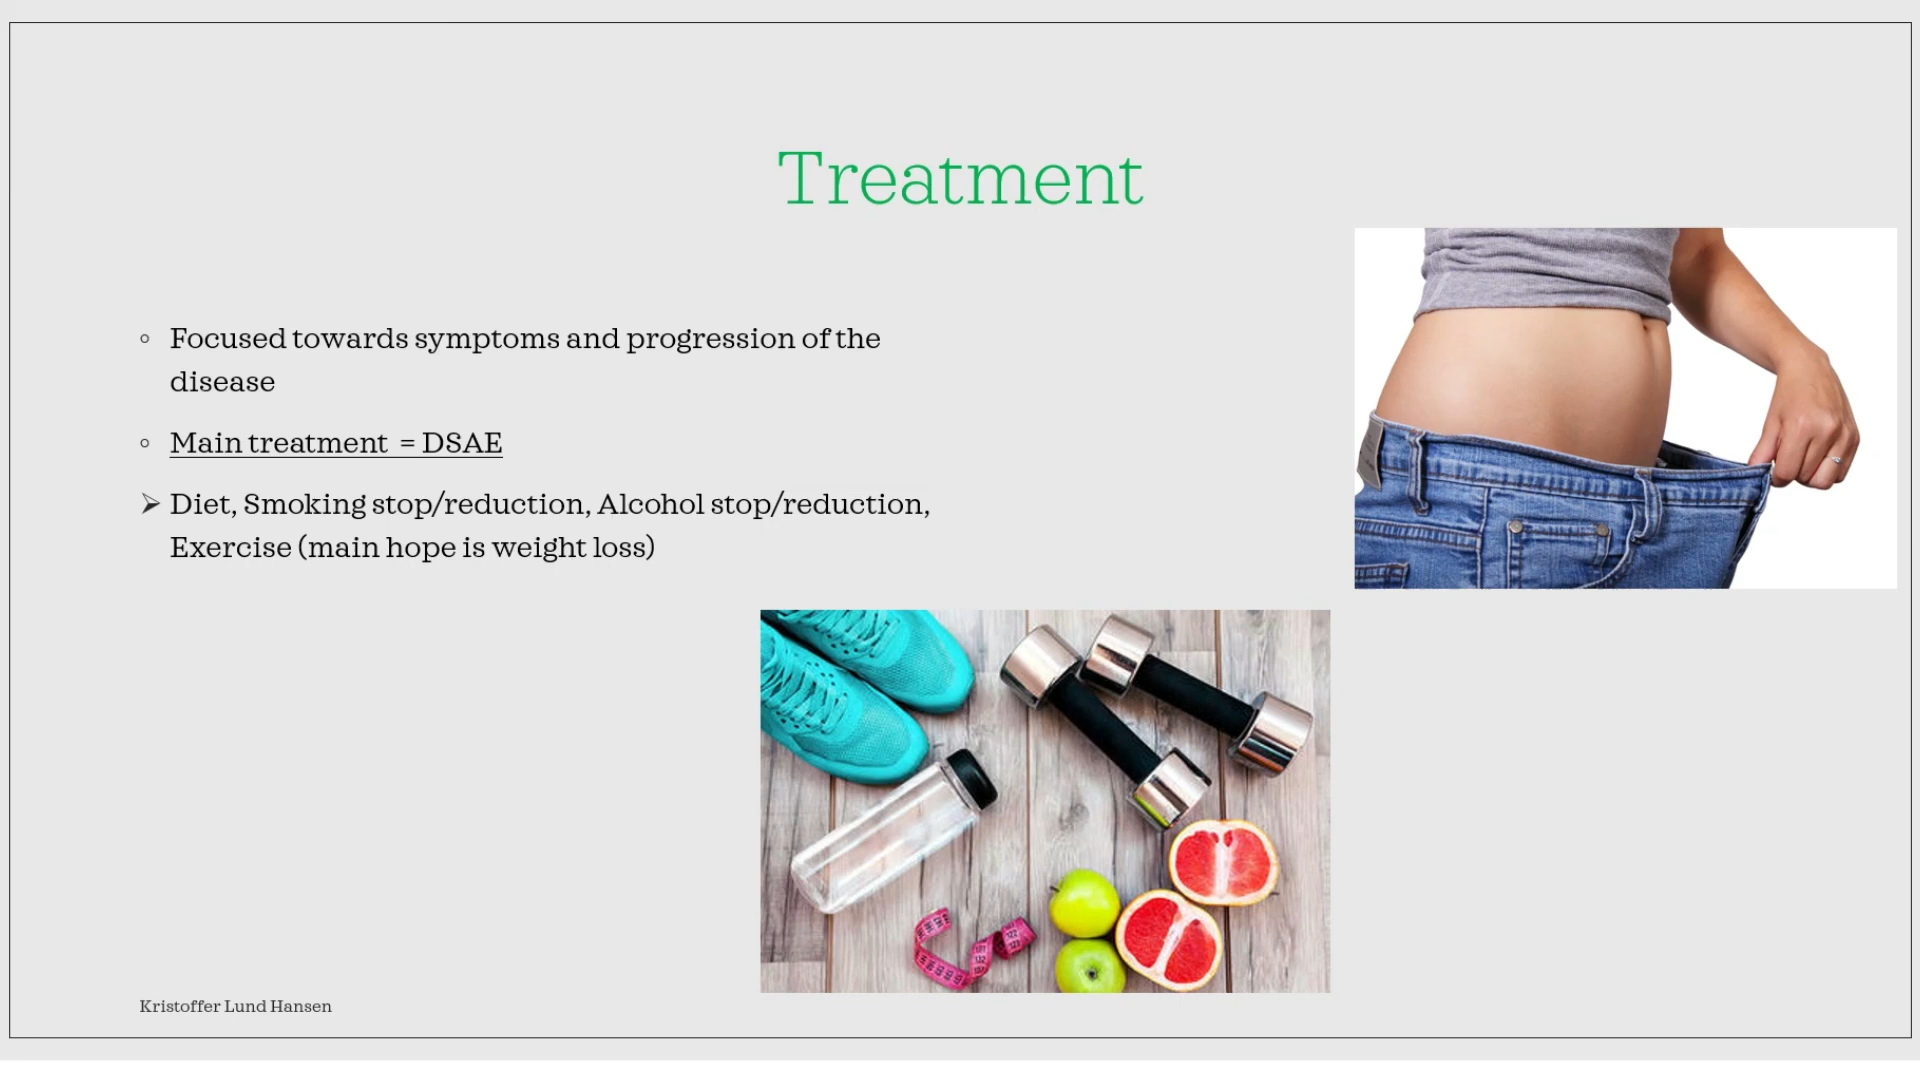 Treatment
◦ Focused towards symptoms and progression of the
disease
◦ Main treatment = DSAE
➢ Diet, Smoking stop/reduction, Alcohol stop/reduction,
Exercise (main hope is weight loss)
Kristoffer Lund Hansen